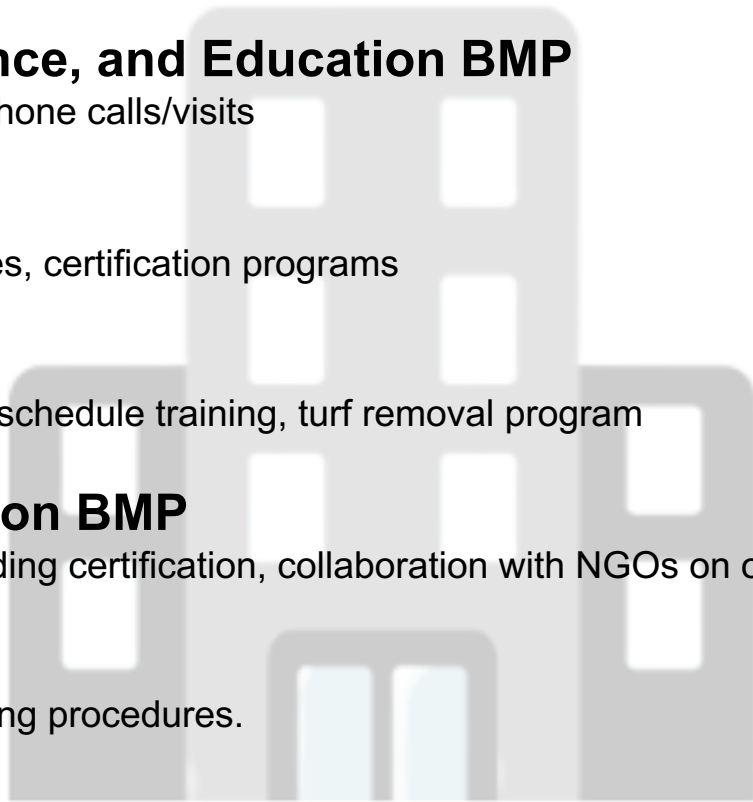 nce, and Education BMP
hone calls/visits
es, certification programs
schedule training, turf removal program
on BMP
ding certification, collaboration with NGOs on c
ng procedures.